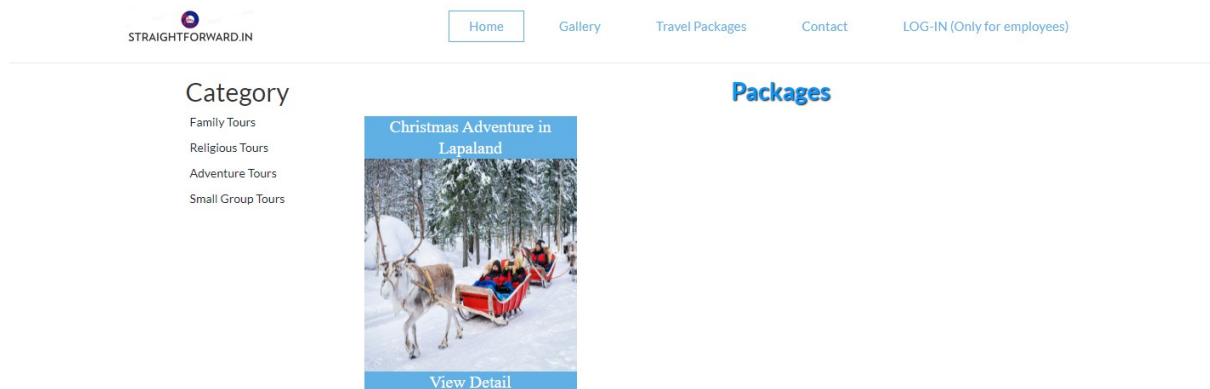 STRAIGHTFORWARD.IN
Home
Gallery
Travel Packages
Contact
LOG-IN (Only for employees)
Category
Family Tours
Religious Tours
Adventure Tours
Small Group Tours
Packages
Christmas Adventure in
Lapaland
View Detail